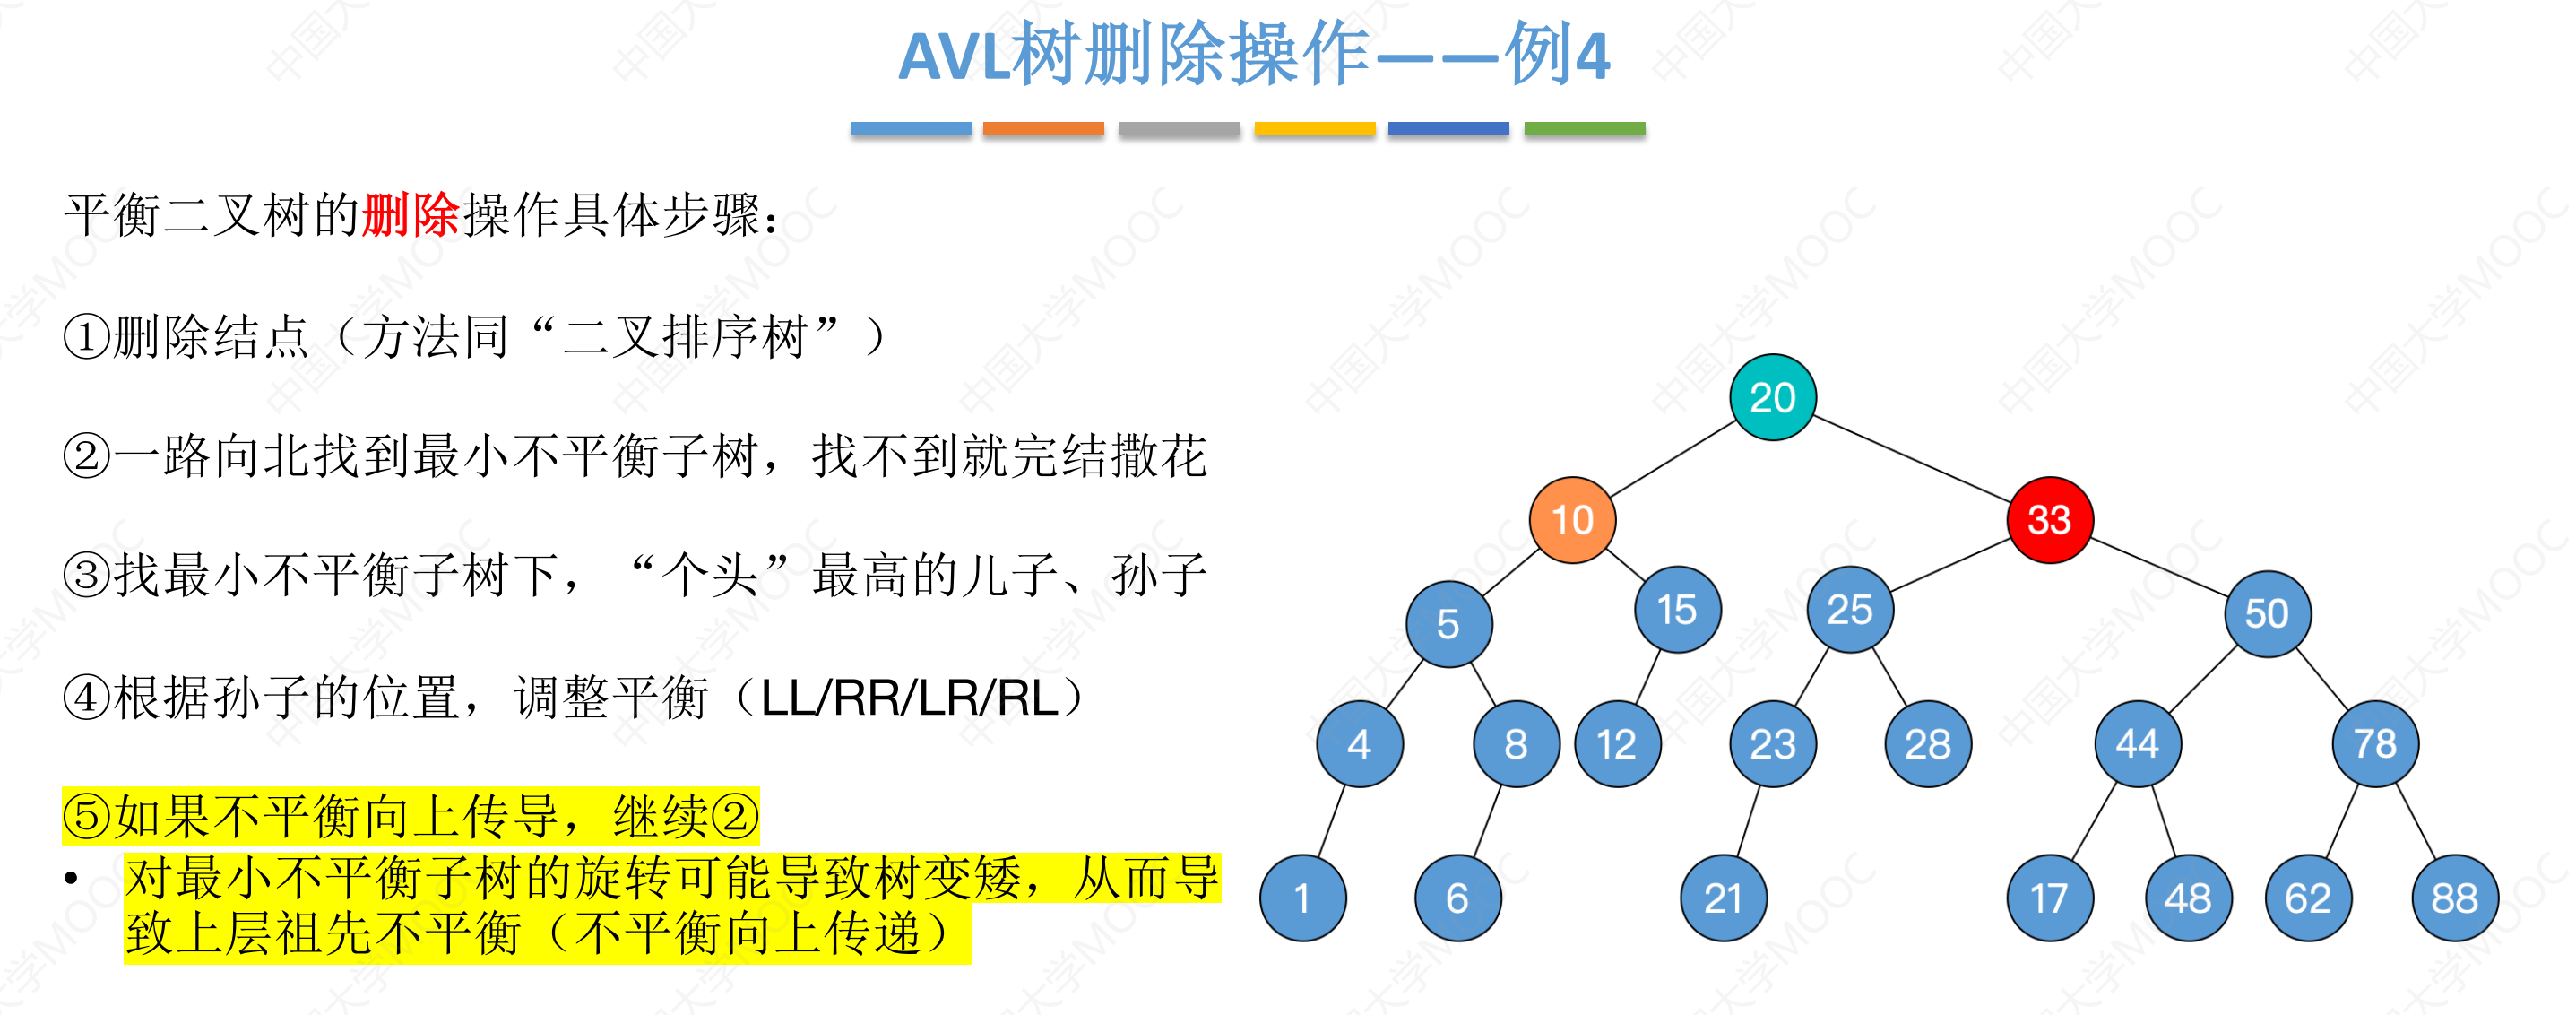 AVL树删除操作——例4
平衡二叉树的删除操作具体步骤：
①删除结点（方法同“二叉排序树”）
②一路向北找到最小不平衡子树，找不到就完结撒花
③找最小不平衡子树下，“个头”最高的儿子、孙子
④根据孙子的位置，调整平衡（LL/RR/LR/RL）
⑤如果不平衡向上传导，继续②
• 对最小不平衡子树的旋转可能导致树变矮，从而导
致上层祖先不平衡（不平衡向上传递）
20
10 33
5 15 25 50
4 8 12 23 28 44 78
1 6 21 17 48 62 88
中国大学MOOC